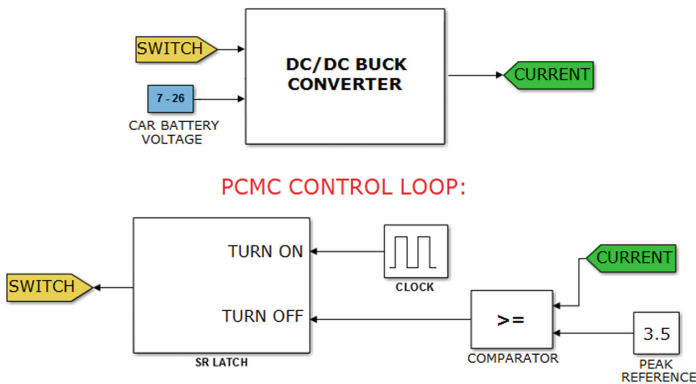 SWITCH
DC/DC BUCK
CONVERTER
CURRENT
7 - 26
CAR BATTERY
VOLTAGE
PCMC CONTROL LOOP:
TURN ON
CLOCK
CURRENT
SWITCH
TURN OFF
>=
3.5
SR LATCH
COMPARATOR
PEAK
REFERENCE